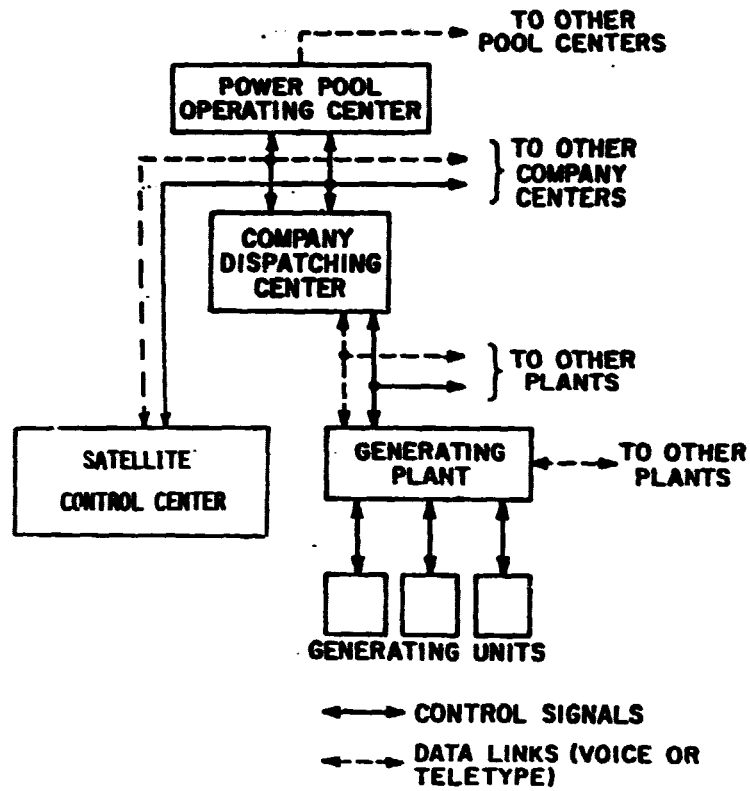 TO OTHER
POOL CENTERS
POWER POOL
OPERATING CENTER
TO OTHER
COMPANY
CENTERS
COMPANY
DISPATCHING
CENTER
TO OTHER
PLANTS
SATELLITE
CONTROL CENTER
GENERATING
PLANT
TO OTHER
PLANTS
GENERATING UNITS
CONTROL SIGNALS
DATA LINKS (VOICE OR
TELETYPE)